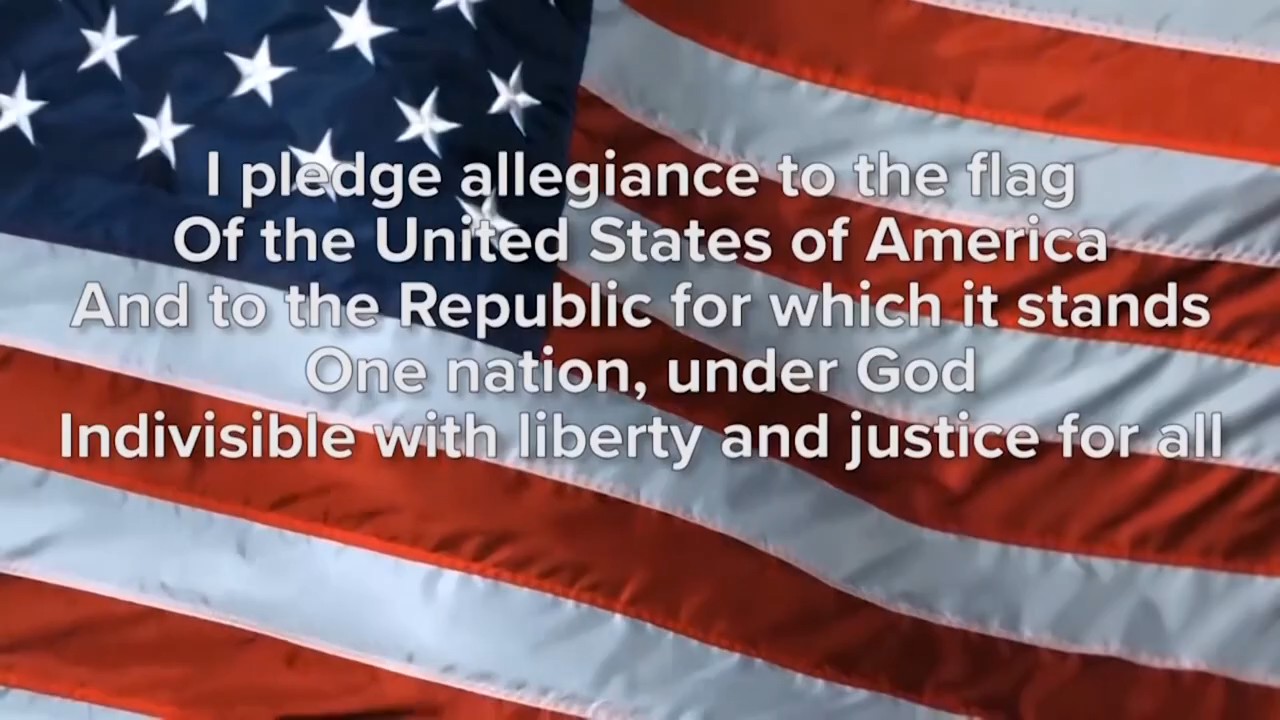 I pledge allegiance to the flag
Of the United States of America
And to the Republic for which it stands
One nation, under God
Indivisible with liberty and justice for all